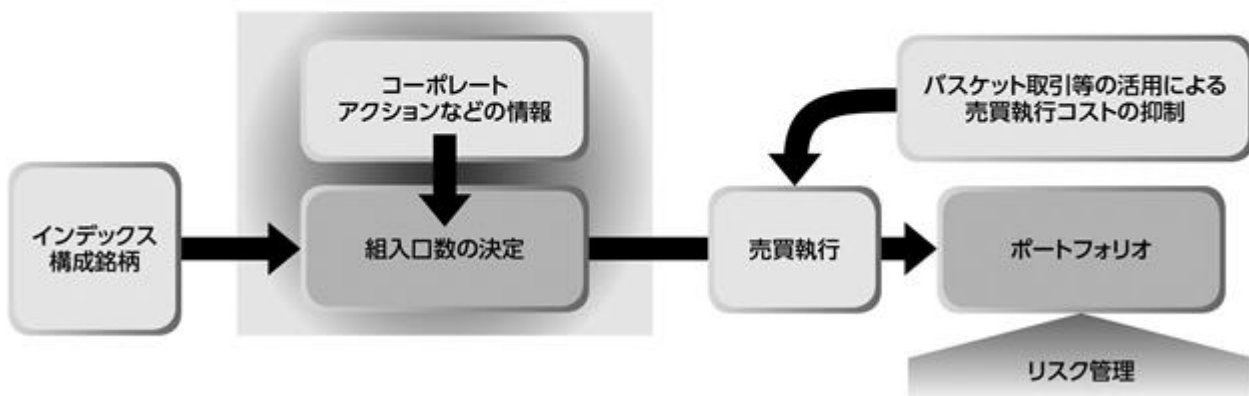 コーポレート
アクションなどの情報
バスケット取引等の活用による
売買執行コストの抑制
インデックス
構成銘柄
組入口数の決定
売買執行
ポートフォリオ
リスク管理